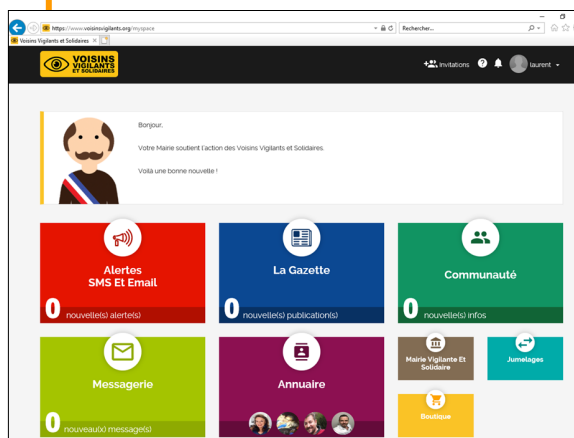 https://www.voisinsvigilants.org/myspace
Rechercher...
Voisins Vigilants et Solidaires
VOISINS
VIGILANTS
ET SOLIDAIRES
Invitations
laurent
Bonjour,
Votre Mairie soutient l'action des Voisins Vigilants et Solidaires.
Voilà une bonne nouvelle !
Alertes
SMS Et Email
0 nouvelle(s) alerte(s)
La Gazette
0 nouvelle(s) publication(s)
Communauté
0 nouvelle(s) infos
Messagerie
0 nouveau(x) message(s)
Annuaire
Mairie Vigilante Et
Solidaire
Jumelages
Boutique